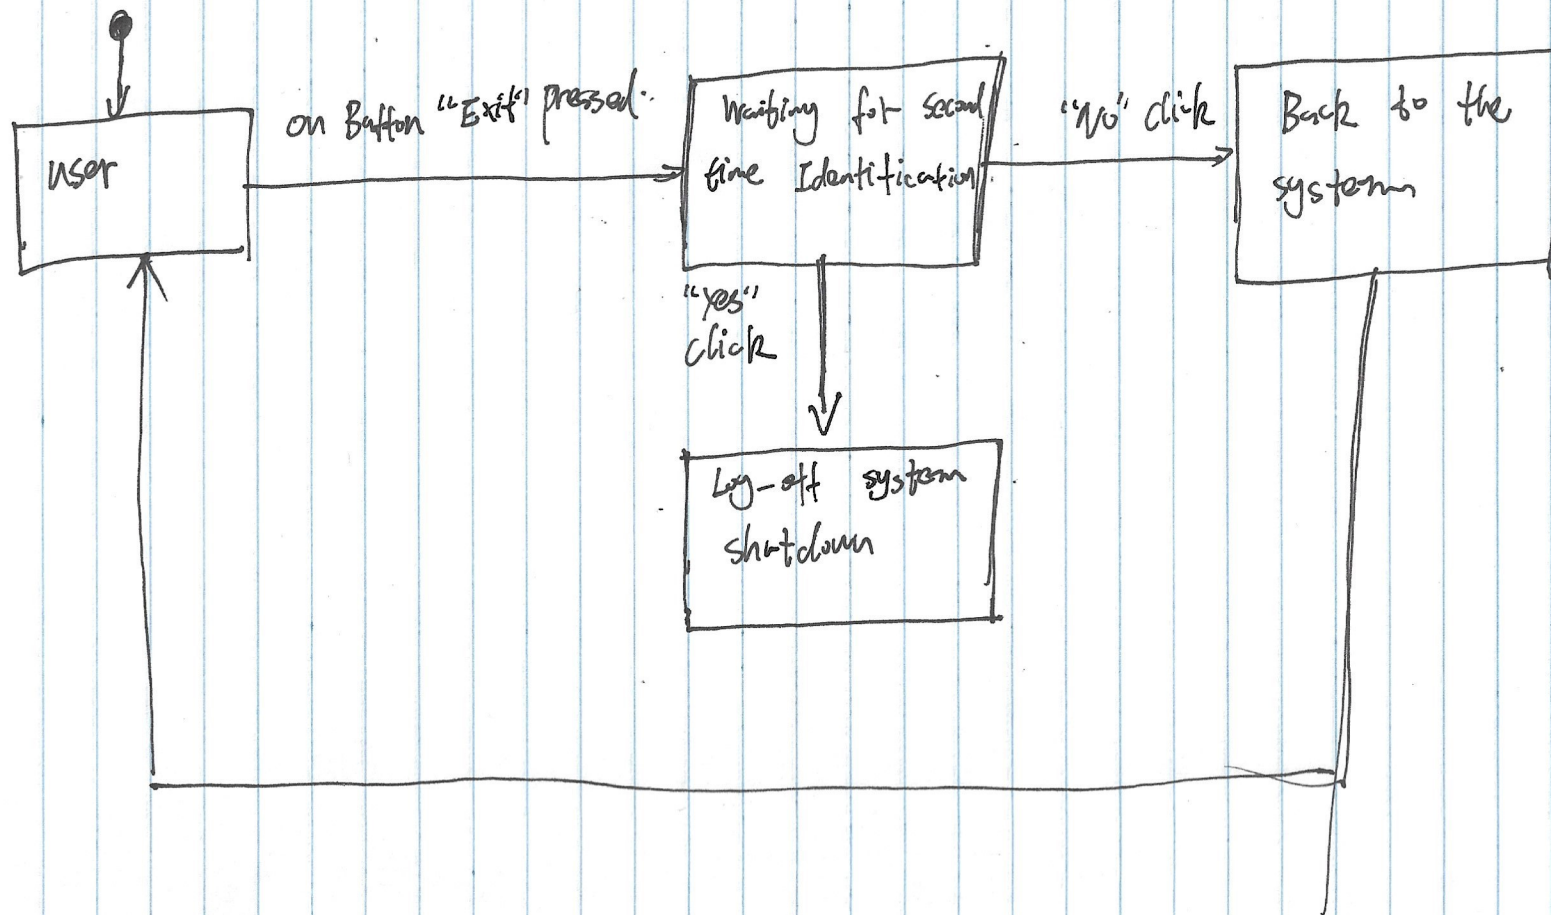 user
on Button "Exit" pressed.
Waiting for second
time Identification
"No" click
Back to the
system
"Yes"
click
Log-off system
shutdown